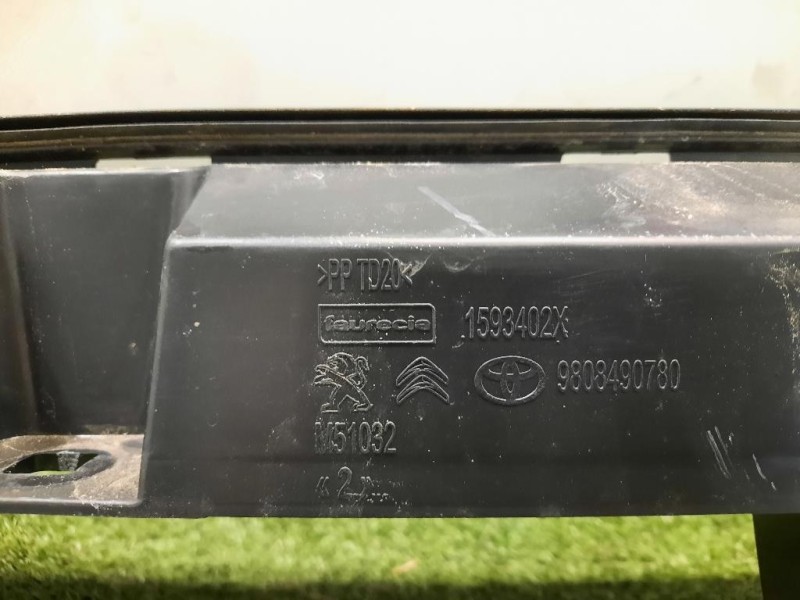 >PP TD20<
faurecia 1593402X
9808490780
M51032
« 2 »